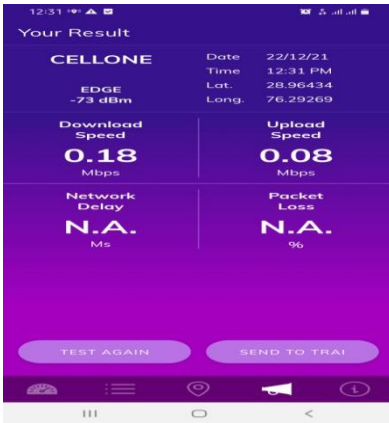 12:31
Your Result
CELLONE
EDGE
-73 dBm
Date 22/12/21
Time 12:31 PM
Lat. 28.96434
Long. 76.29269
Download Speed
0.18
Mbps
Upload Speed
0.08
Mbps
Network Delay
N.A.
Ms
Packet Loss
N.A.
%
TEST AGAIN
SEND TO TRAI